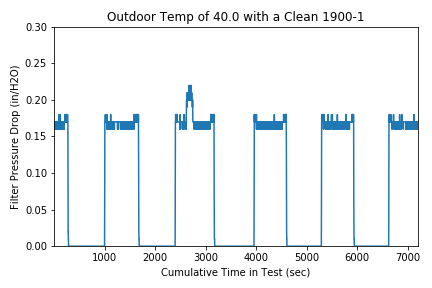 Outdoor Temp of 40.0 with a Clean 1900-1
Filter Pressure Drop (in/H2O)
0.30
0.25
0.20
0.15
0.10
0.05
0.00
1000 2000 3000 4000 5000 6000 7000
Cumulative Time in Test (sec)